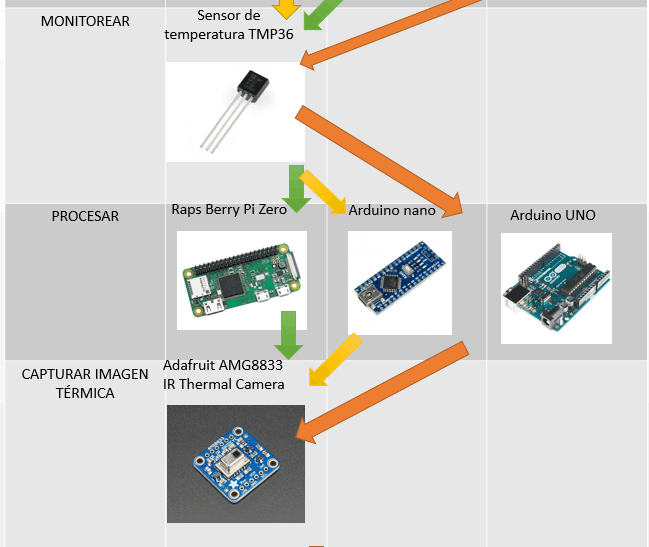 MONITOREAR
Sensor de
temperatura TMP36
PROCESAR
Raps Berry Pi Zero
Arduino nano
Arduino UNO
CAPTURAR IMAGEN
TÉRMICA
Adafruit AMG8833
IR Thermal Camera